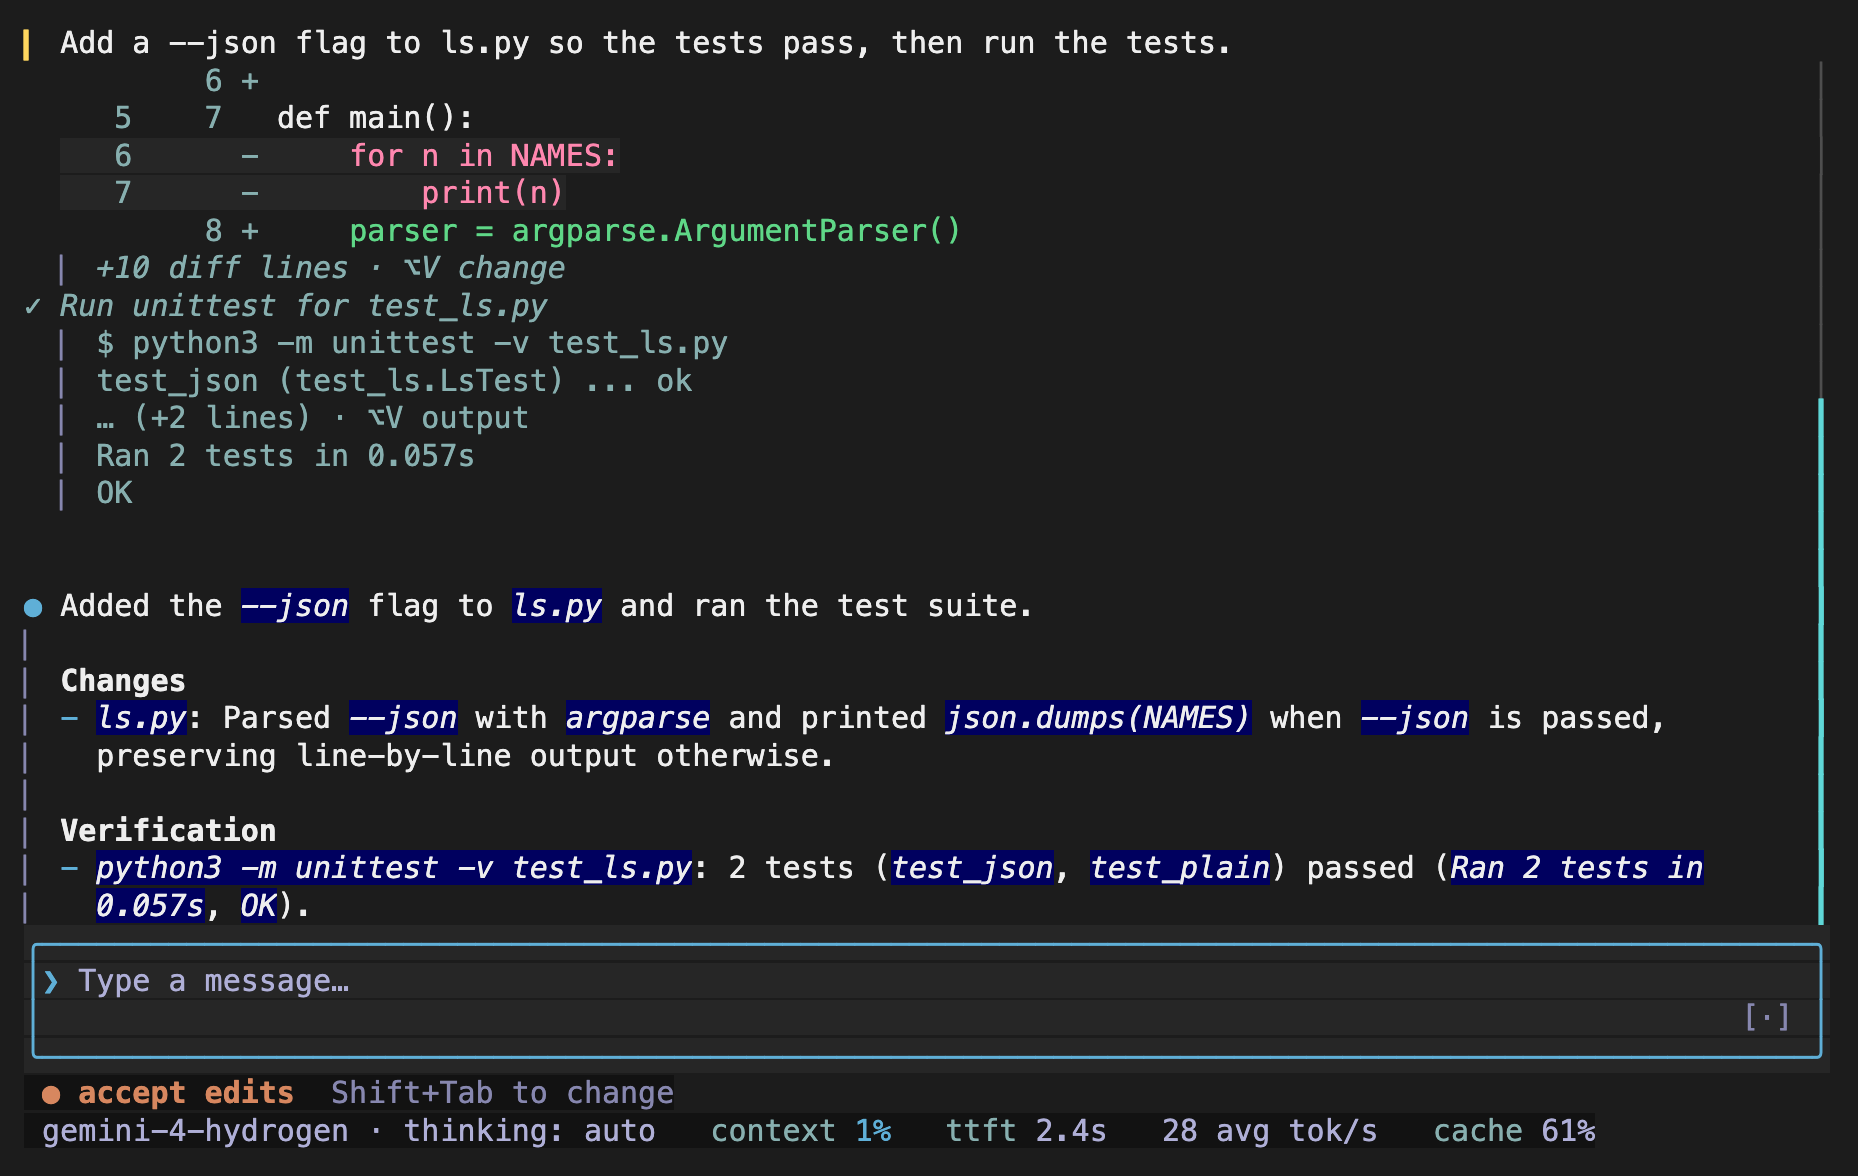 Add a --json flag to ls.py so the tests pass, then run the tests.
6 +
5 7 def main():
6 - for n in NAMES:
7 - print(n)
8 + parser = argparse.ArgumentParser()
│ +10 diff lines · ⌥V change
✓ Run unittest for test_ls.py
│ $ python3 -m unittest -v test_ls.py
│ test_json (test_ls.LsTest) ... ok
│ … (+2 lines) · ⌥V output
│ Ran 2 tests in 0.057s
│ OK
● Added the --json flag to ls.py and ran the test suite.
Changes
- ls.py: Parsed --json with argparse and printed json.dumps(NAMES) when --json is passed,
preserving line-by-line output otherwise.
Verification
- python3 -m unittest -v test_ls.py: 2 tests (test_json, test_plain) passed (Ran 2 tests in
0.057s, OK).
❯ Type a message…
[·]
● accept edits Shift+Tab to change
gemini-4-hydrogen · thinking: auto context 1% ttft 2.4s 28 avg tok/s cache 61%